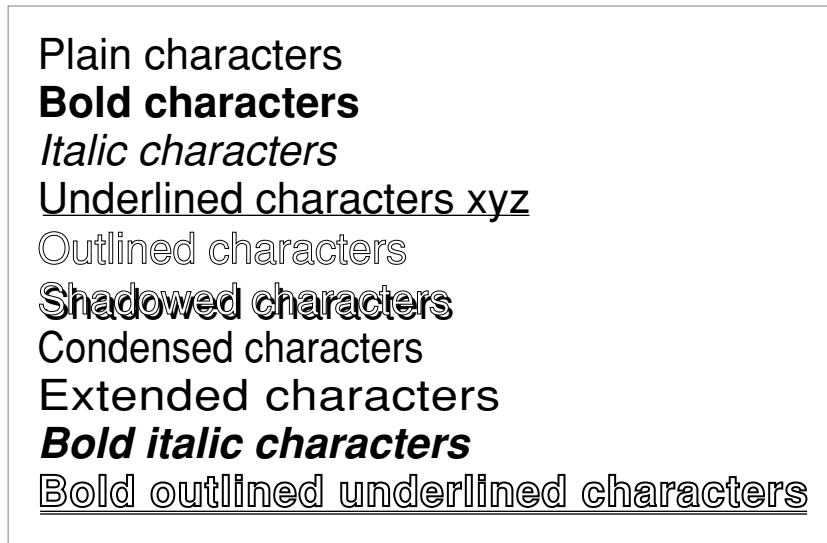 Plain characters
Bold characters
Italic characters
Underlined characters xyz
Outlined characters
Shadowed characters
Condensed characters
Extended characters
Bold italic characters
Bold outlined underlined characters